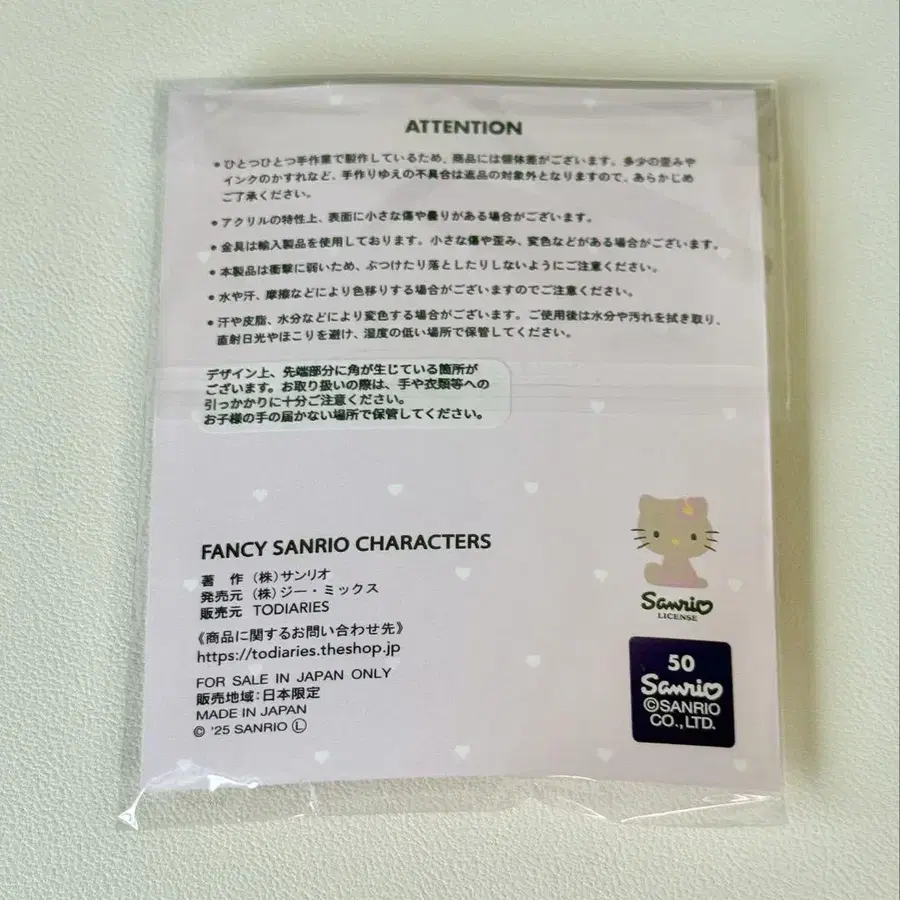 ATTENTION
● ひとつひとつ手作業で製作しているため、商品には個体差がございます。多少の歪みや
インクのかすれなど、手作りゆえの不具合は返品の対象外となりますので、あらかじめ
ご了承ください。
● アクリルの特性上、表面に小さな傷や曇りがある場合がございます。
● 金具は輸入製品を使用しております。小さな傷や歪み、変色などがある場合がございます。
● 本製品は衝撃に弱いため、ぶつけたり落としたりしないようにご注意ください。
● 水や汗、摩擦などにより色移りする場合がございますのでご注意ください。
● 汗や皮脂、水分などにより変色する場合がございます。ご使用後は水分や汚れを拭き取り、
直射日光やほこりを避け、湿度の低い場所で保管してください。
デザイン上、先端部分に角が生じている箇所が
ございます。お取り扱いの際は、手や衣類等への
引っかかりに十分ご注意ください。
お子様の手の届かない場所で保管してください。
FANCY SANRIO CHARACTERS
著　作 （株）サンリオ
発売元 （株）ジー・ミックス
販売元 TODIARIES
《商品に関するお問い合わせ先》
https://todiaries.theshop.jp
FOR SALE IN JAPAN ONLY
販売地域：日本限定
MADE IN JAPAN
© '25 SANRIO Ⓛ
Sanrio
LICENSE
50
Sanrio
©SANRIO
CO.,LTD.